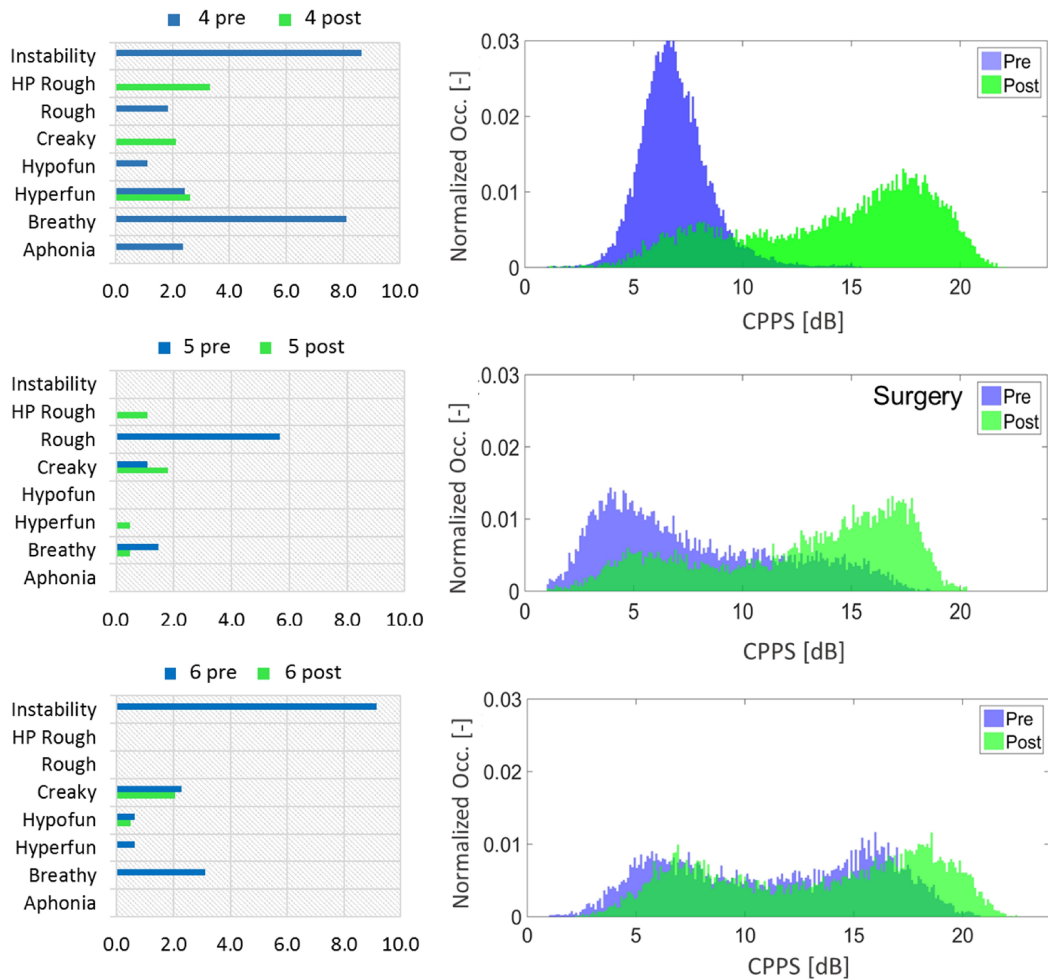 4 pre 4 post
Instability
HP Rough
Rough
Creaky
Hypofun
Hyperfun
Breathy
Aphonia
0.0 2.0 4.0 6.0 8.0 10.0
Normalized Occ. [-]
0.03
0.02
0.01
0
Pre
Post
0 5 10 15 20
CPPS [dB]
5 pre 5 post
Instability
HP Rough
Rough
Creaky
Hypofun
Hyperfun
Breathy
Aphonia
0.0 2.0 4.0 6.0 8.0 10.0
Normalized Occ. [-]
0.03
0.02
0.01
0
Surgery
Pre
Post
0 5 10 15 20
CPPS [dB]
6 pre 6 post
Instability
HP Rough
Rough
Creaky
Hypofun
Hyperfun
Breathy
Aphonia
0.0 2.0 4.0 6.0 8.0 10.0
Normalized Occ. [-]
0.03
0.02
0.01
0
Pre
Post
0 5 10 15 20
CPPS [dB]